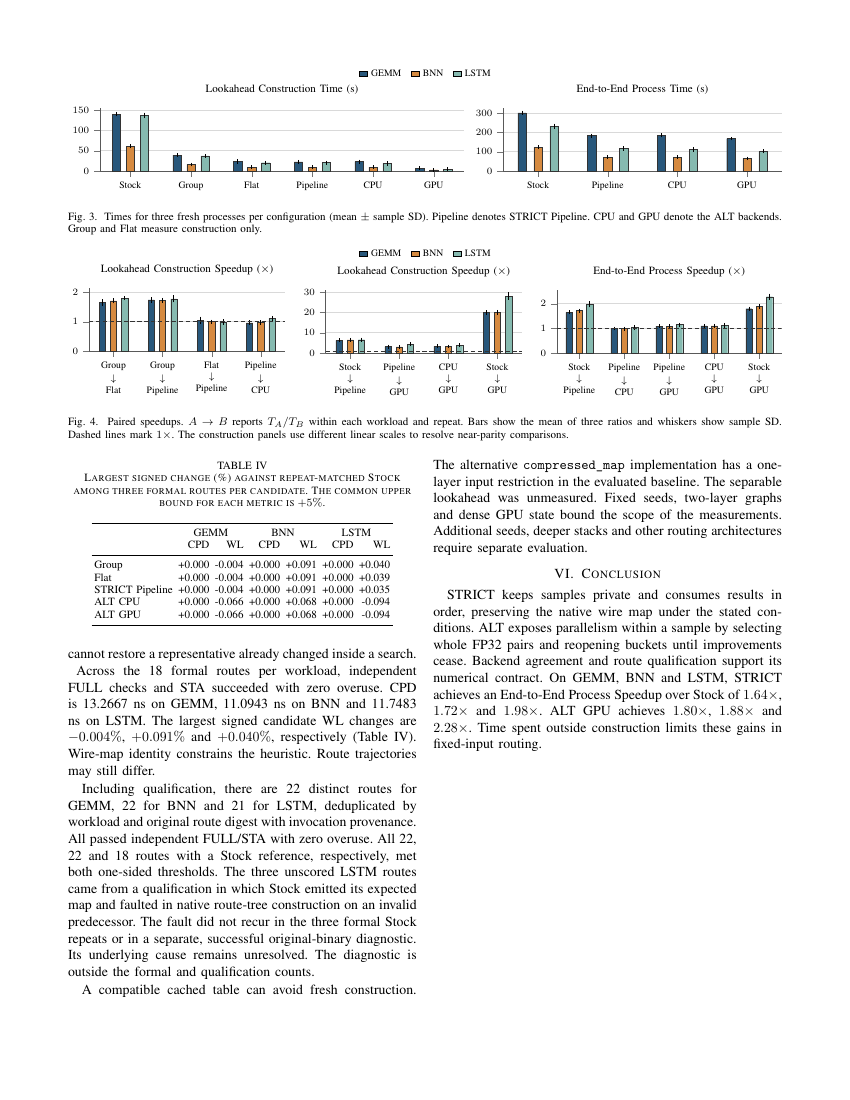 GEMM BNN LSTM
Lookahead Construction Time (s)
150
100
50
0
Stock Group Flat Pipeline CPU GPU
End-to-End Process Time (s)
300
200
100
0
Stock Pipeline CPU GPU
Fig. 3. Times for three fresh processes per configuration (mean ± sample SD). Pipeline denotes STRICT Pipeline. CPU and GPU denote the ALT backends.
Group and Flat measure construction only.
GEMM BNN LSTM
Lookahead Construction Speedup (×)
2
1
0
Group Group Flat Pipeline
↓ ↓ ↓ ↓
Flat Pipeline Pipeline CPU
Lookahead Construction Speedup (×)
30
20
10
0
Stock Pipeline CPU Stock
↓ ↓ ↓ ↓
Pipeline GPU GPU GPU
End-to-End Process Speedup (×)
2
1
0
Stock Pipeline Pipeline CPU Stock
↓ ↓ ↓ ↓ ↓
Pipeline CPU GPU GPU GPU
Fig. 4. Paired speedups. A → B reports T_A/T_B within each workload and repeat. Bars show the mean of three ratios and whiskers show sample SD.
Dashed lines mark 1×. The construction panels use different linear scales to resolve near-parity comparisons.
TABLE IV
LARGEST SIGNED CHANGE (%) AGAINST REPEAT-MATCHED STOCK
AMONG THREE FORMAL ROUTES PER CANDIDATE. THE COMMON UPPER
BOUND FOR EACH METRIC IS +5%.
GEMM BNN LSTM
CPD WL CPD WL CPD WL
Group +0.000 -0.004 +0.000 +0.091 +0.000 +0.040
Flat +0.000 -0.004 +0.000 +0.091 +0.000 +0.039
STRICT Pipeline +0.000 -0.004 +0.000 +0.091 +0.000 +0.035
ALT CPU +0.000 -0.066 +0.000 +0.068 +0.000 -0.094
ALT GPU +0.000 -0.066 +0.000 +0.068 +0.000 -0.094
cannot restore a representative already changed inside a search.
Across the 18 formal routes per workload, independent
FULL checks and STA succeeded with zero overuse. CPD
is 13.2667 ns on GEMM, 11.0943 ns on BNN and 11.7483
ns on LSTM. The largest signed candidate WL changes are
−0.004%, +0.091% and +0.040%, respectively (Table IV).
Wire-map identity constrains the heuristic. Route trajectories
may still differ.
Including qualification, there are 22 distinct routes for
GEMM, 22 for BNN and 21 for LSTM, deduplicated by
workload and original route digest with invocation provenance.
All passed independent FULL/STA with zero overuse. All 22,
22 and 18 routes with a Stock reference, respectively, met
both one-sided thresholds. The three unscored LSTM routes
came from a qualification in which Stock emitted its expected
map and faulted in native route-tree construction on an invalid
predecessor. The fault did not recur in the three formal Stock
repeats or in a separate, successful original-binary diagnostic.
Its underlying cause remains unresolved. The diagnostic is
outside the formal and qualification counts.
A compatible cached table can avoid fresh construction.
The alternative compressed_map implementation has a one-
layer input restriction in the evaluated baseline. The separable
lookahead was unmeasured. Fixed seeds, two-layer graphs
and dense GPU state bound the scope of the measurements.
Additional seeds, deeper stacks and other routing architectures
require separate evaluation.
VI. CONCLUSION
STRICT keeps samples private and consumes results in
order, preserving the native wire map under the stated con-
ditions. ALT exposes parallelism within a sample by selecting
whole FP32 pairs and reopening buckets until improvements
cease. Backend agreement and route qualification support its
numerical contract. On GEMM, BNN and LSTM, STRICT
achieves an End-to-End Process Speedup over Stock of 1.64×,
1.72× and 1.98×. ALT GPU achieves 1.80×, 1.88× and
2.28×. Time spent outside construction limits these gains in
fixed-input routing.